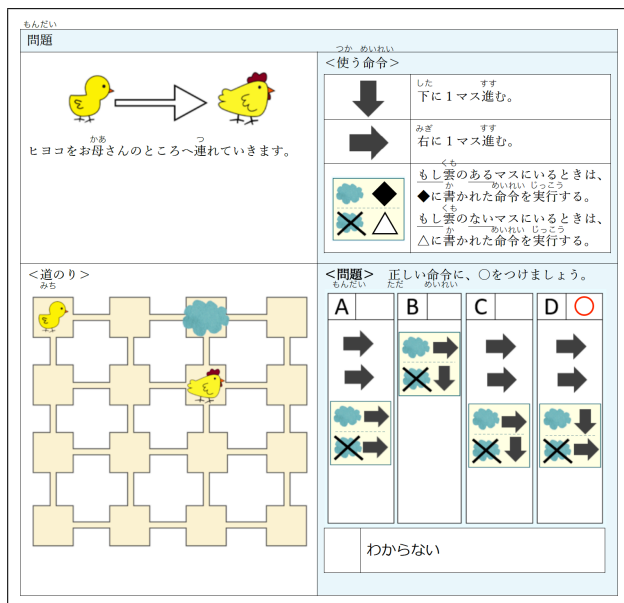 もんだい
問題
かあ つ
ヒヨコをお母さんのところへ連れていきます。
つか めいれい
＜使う命令＞
した すす
下に１マス進む。
みぎ すす
右に１マス進む。
くも
もし雲のあるマスにいるときは、
か めいれい じっこう
◆に書かれた命令を実行する。
くも
もし雲のないマスにいるときは、
か めいれい じっこう
△に書かれた命令を実行する。
＜道のり＞
みち
＜問題＞ 正しい命令に、○をつけましょう。
もんだい ただ めいれい
A B C D
わからない